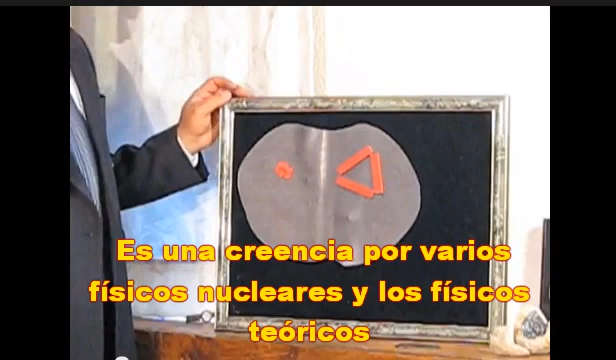 Es una creencia por varios
físicos nucleares y los físicos
teóricos